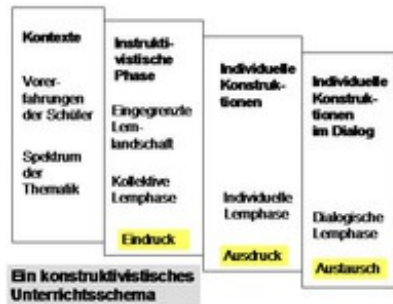 Kontexte
Vorer-
fahrungen
der Schüler
Spektrum
der
Thematik
Instrukti-
vistische
Phase
Eingegrenzte
Lern-
landschaft
Kollektive
Lernphase
Eindruck
Individuelle
Konstruk-
tionen
Individuelle
Lernphase
Ausdruck
Individuelle
Konstruk-
tionen
im Dialog
Dialogische
Lernphase
Austausch
Ein konstruktivistisches
Unterrichtsschema